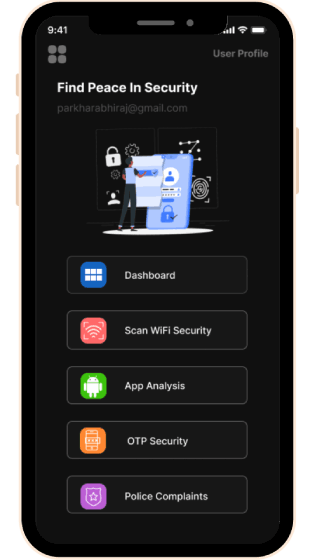 9:41
User Profile
Find Peace In Security
parkharabhiraj@gmail.com
Dashboard
Scan WiFi Security
App Analysis
OTP Security
Police Complaints